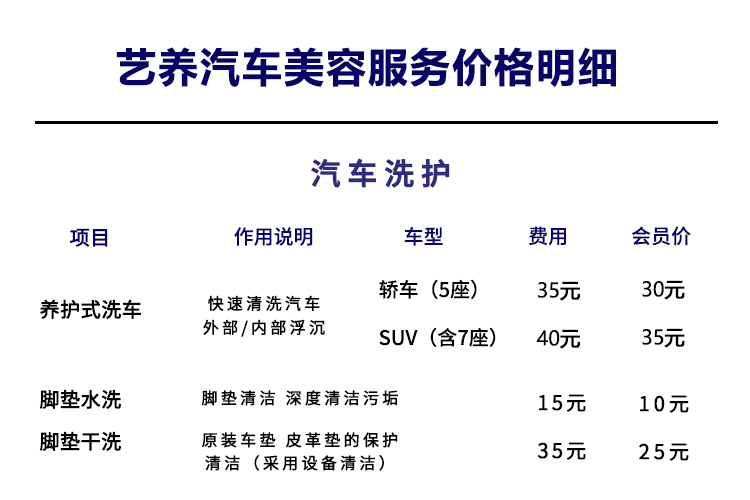 艺养汽车美容服务价格明细
汽车洗护
项目 作用说明 车型 费用 会员价
养护式洗车 快速清洗汽车 外部/内部浮沉 轿车（5座） 35元 30元
SUV（含7座） 40元 35元
脚垫水洗 脚垫清洁 深度清洁污垢 15元 10元
脚垫干洗 原装车垫 皮革垫的保护 35元 25元
清洁（采用设备清洁）